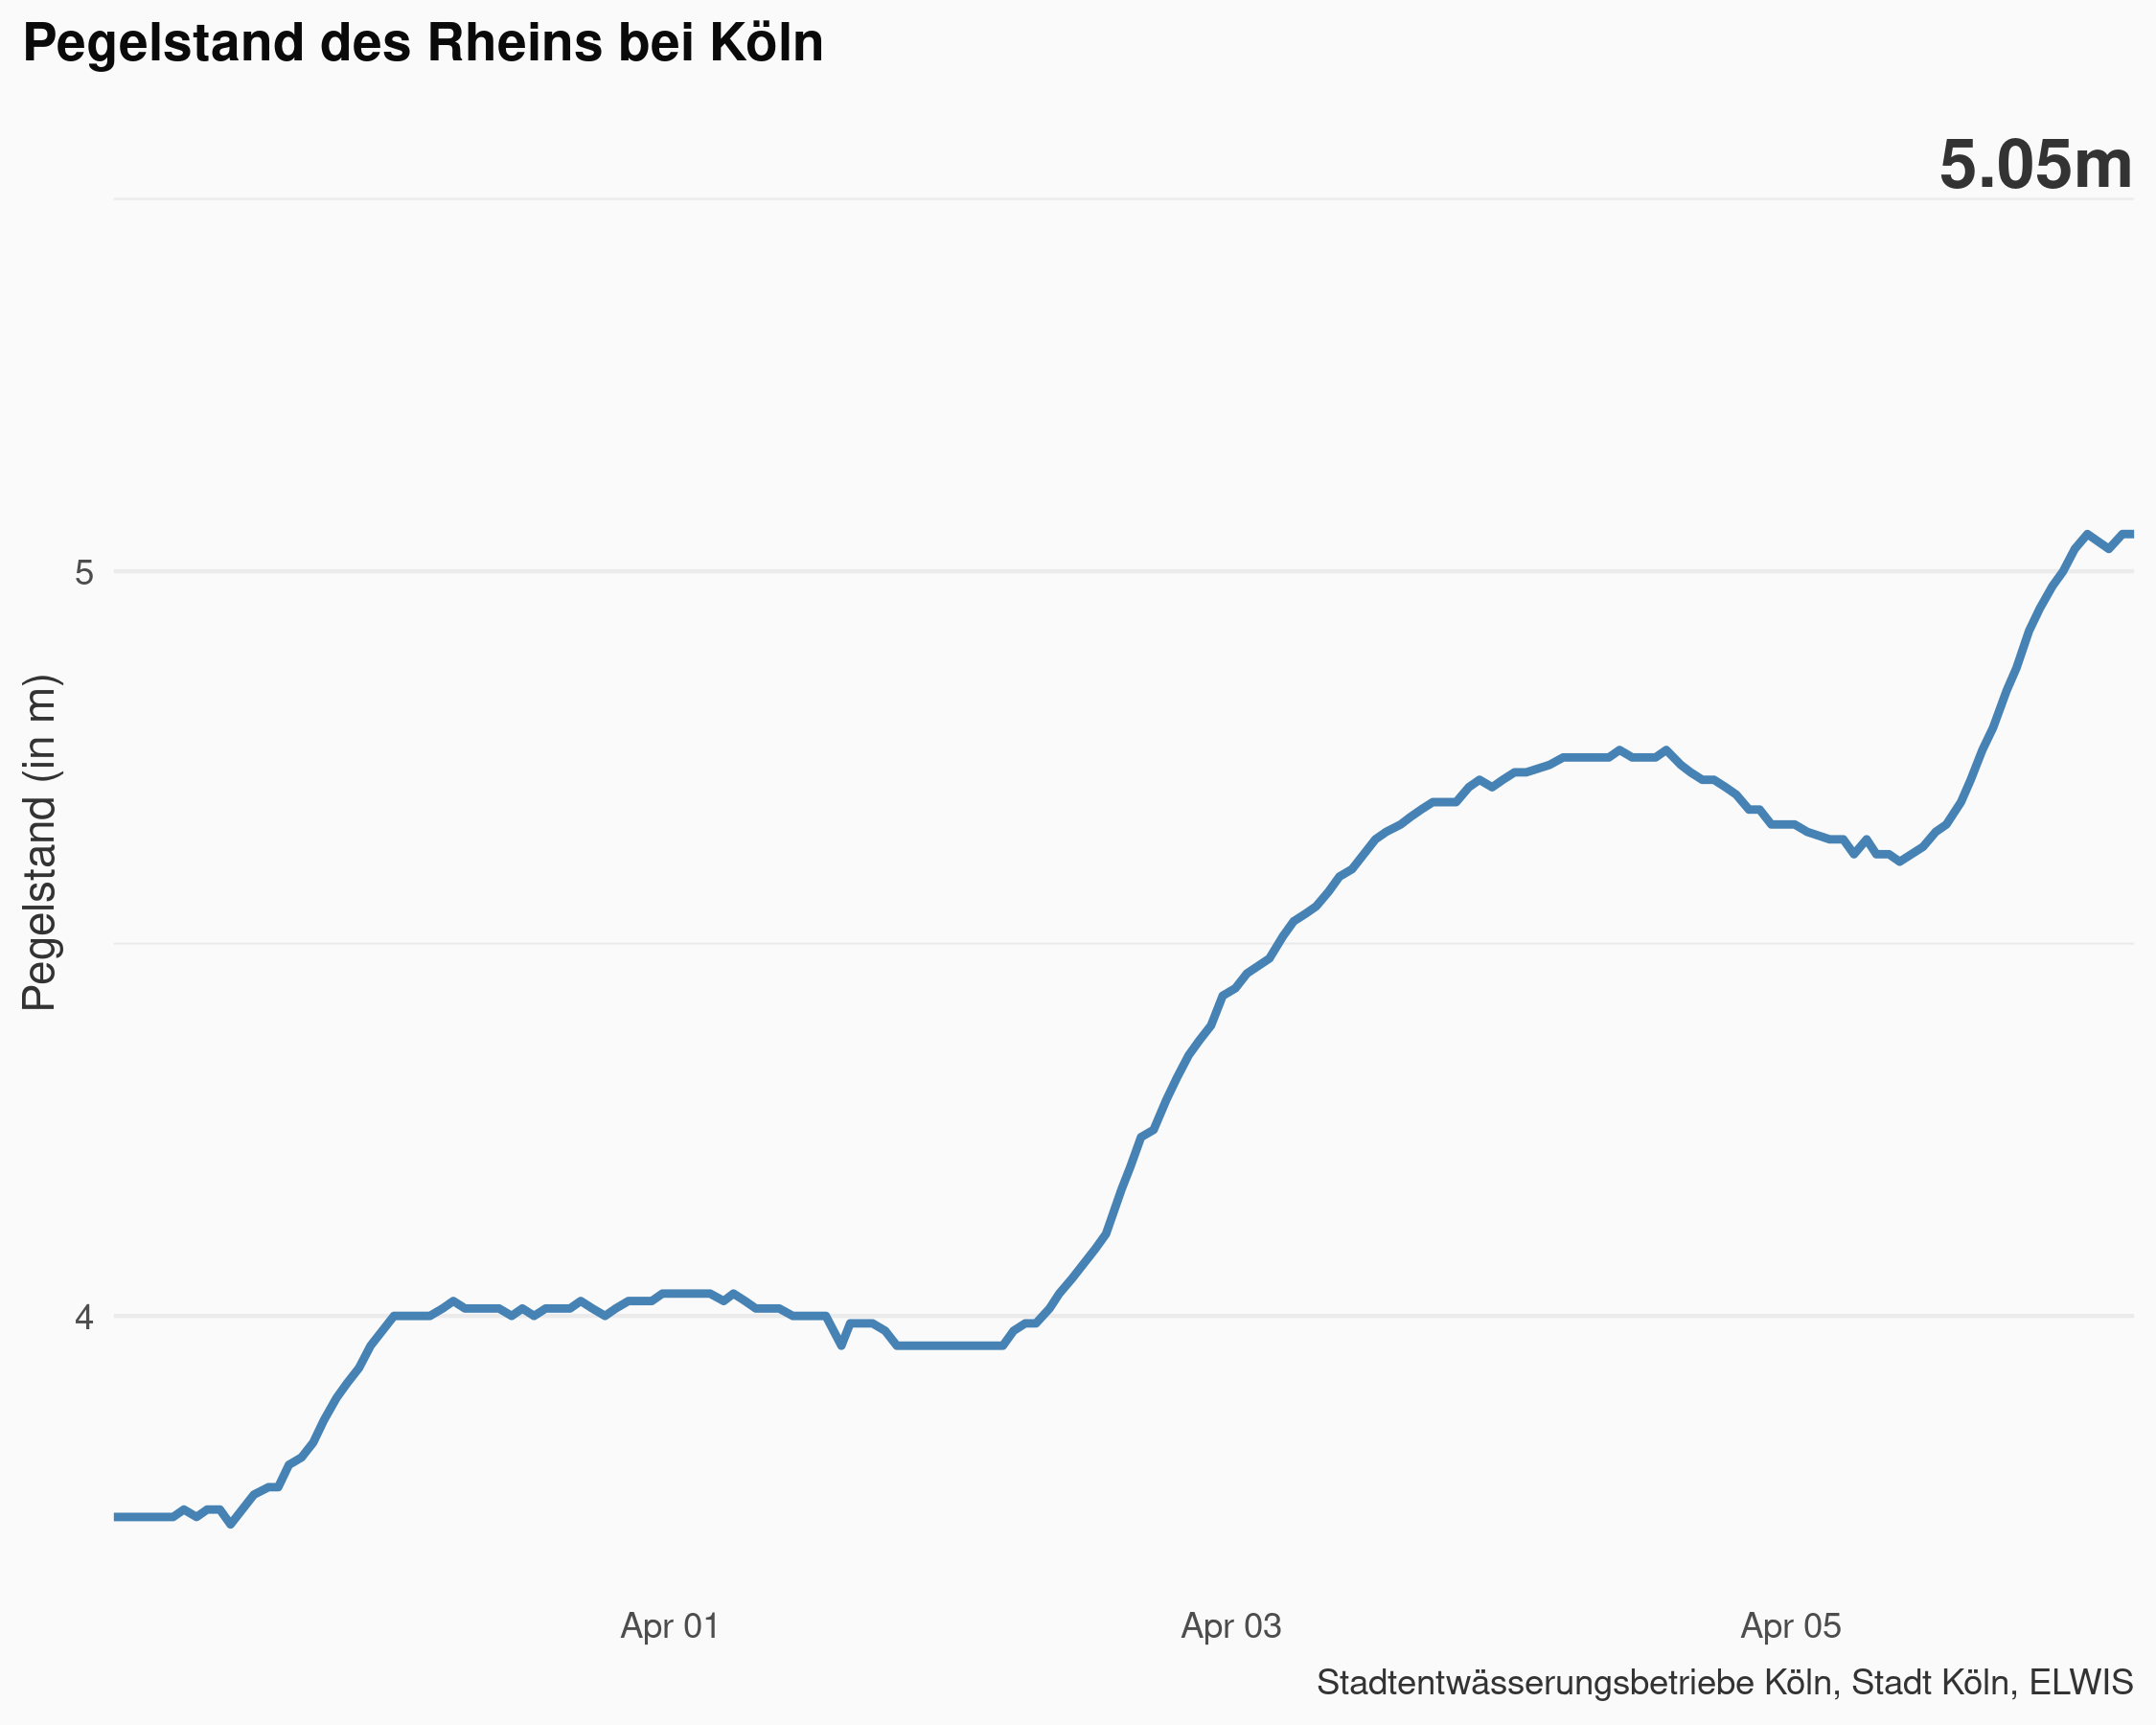 Pegelstand des Rheins bei Köln
5.05m
5
Pegelstand (in m)
4
Apr 01
Apr 03
Apr 05
Stadtentwässerungsbetriebe Köln, Stadt Köln, ELWIS